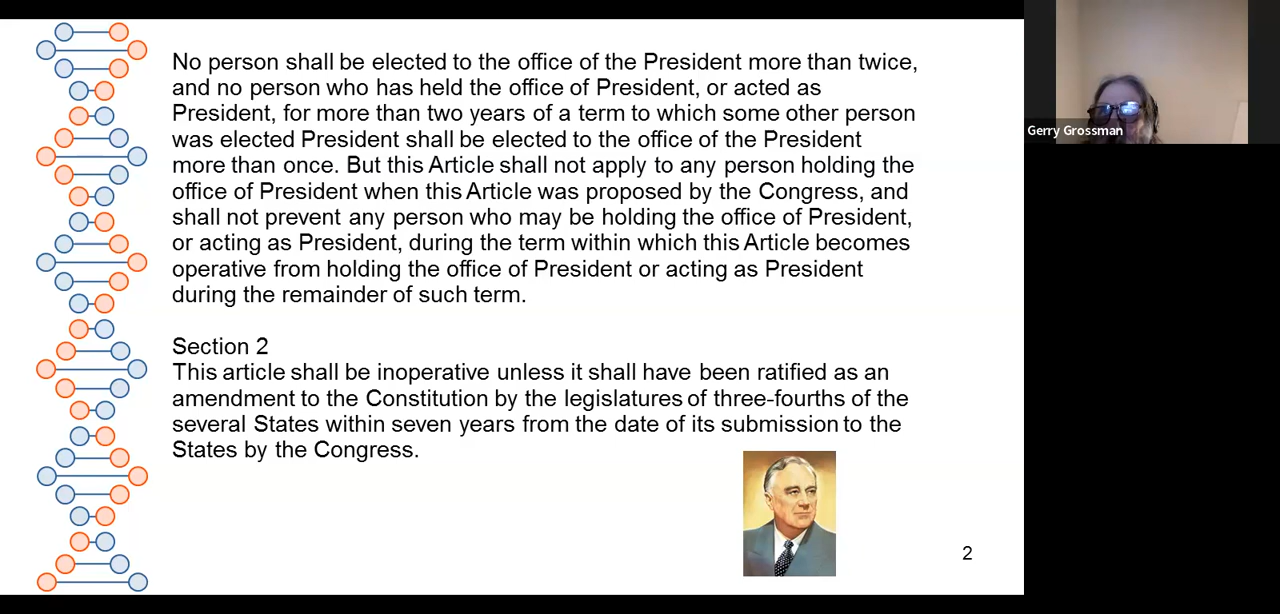 No person shall be elected to the office of the President more than twice,
and no person who has held the office of President, or acted as
President, for more than two years of a term to which some other person
was elected President shall be elected to the office of the President
more than once. But this Article shall not apply to any person holding the
office of President when this Article was proposed by the Congress, and
shall not prevent any person who may be holding the office of President,
or acting as President, during the term within which this Article becomes
operative from holding the office of President or acting as President
during the remainder of such term.
Section 2
This article shall be inoperative unless it shall have been ratified as an
amendment to the Constitution by the legislatures of three-fourths of the
several States within seven years from the date of its submission to the
States by the Congress.
2
Gerry Grossman